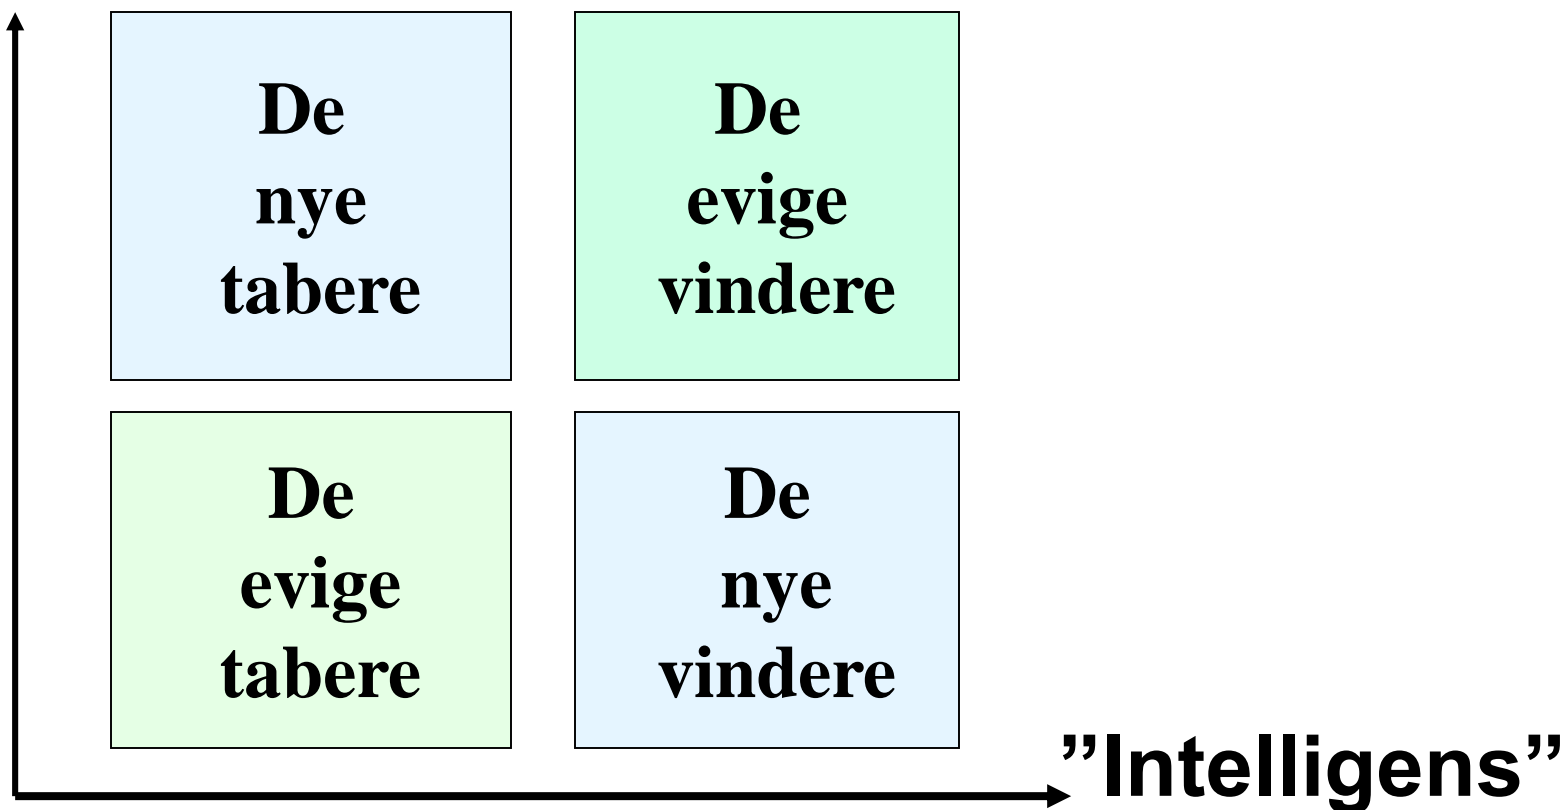 De
nye
tabere
De
evige
vindere
De
evige
tabere
De
nye
vindere
”Intelligens”